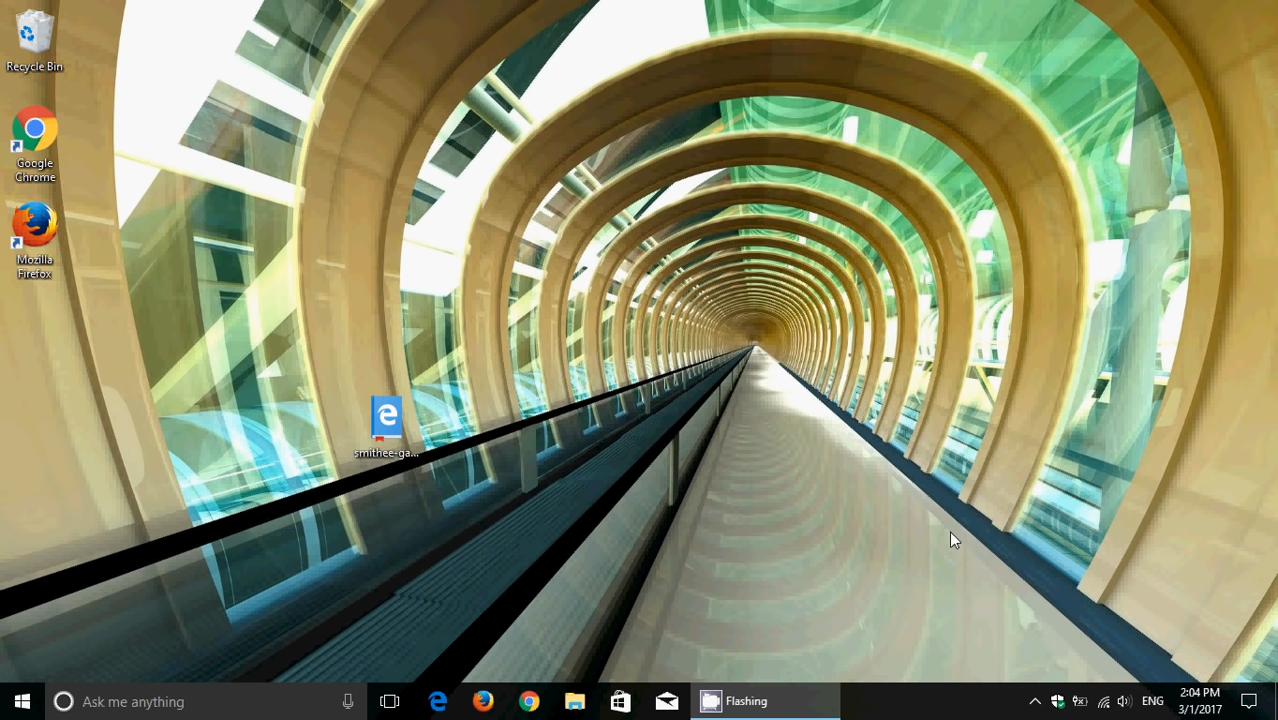 Recycle Bin
Google
Chrome
Mozilla
Firefox
smithee-ga...
Ask me anything
Flashing
ENG
2:04 PM
3/1/2017